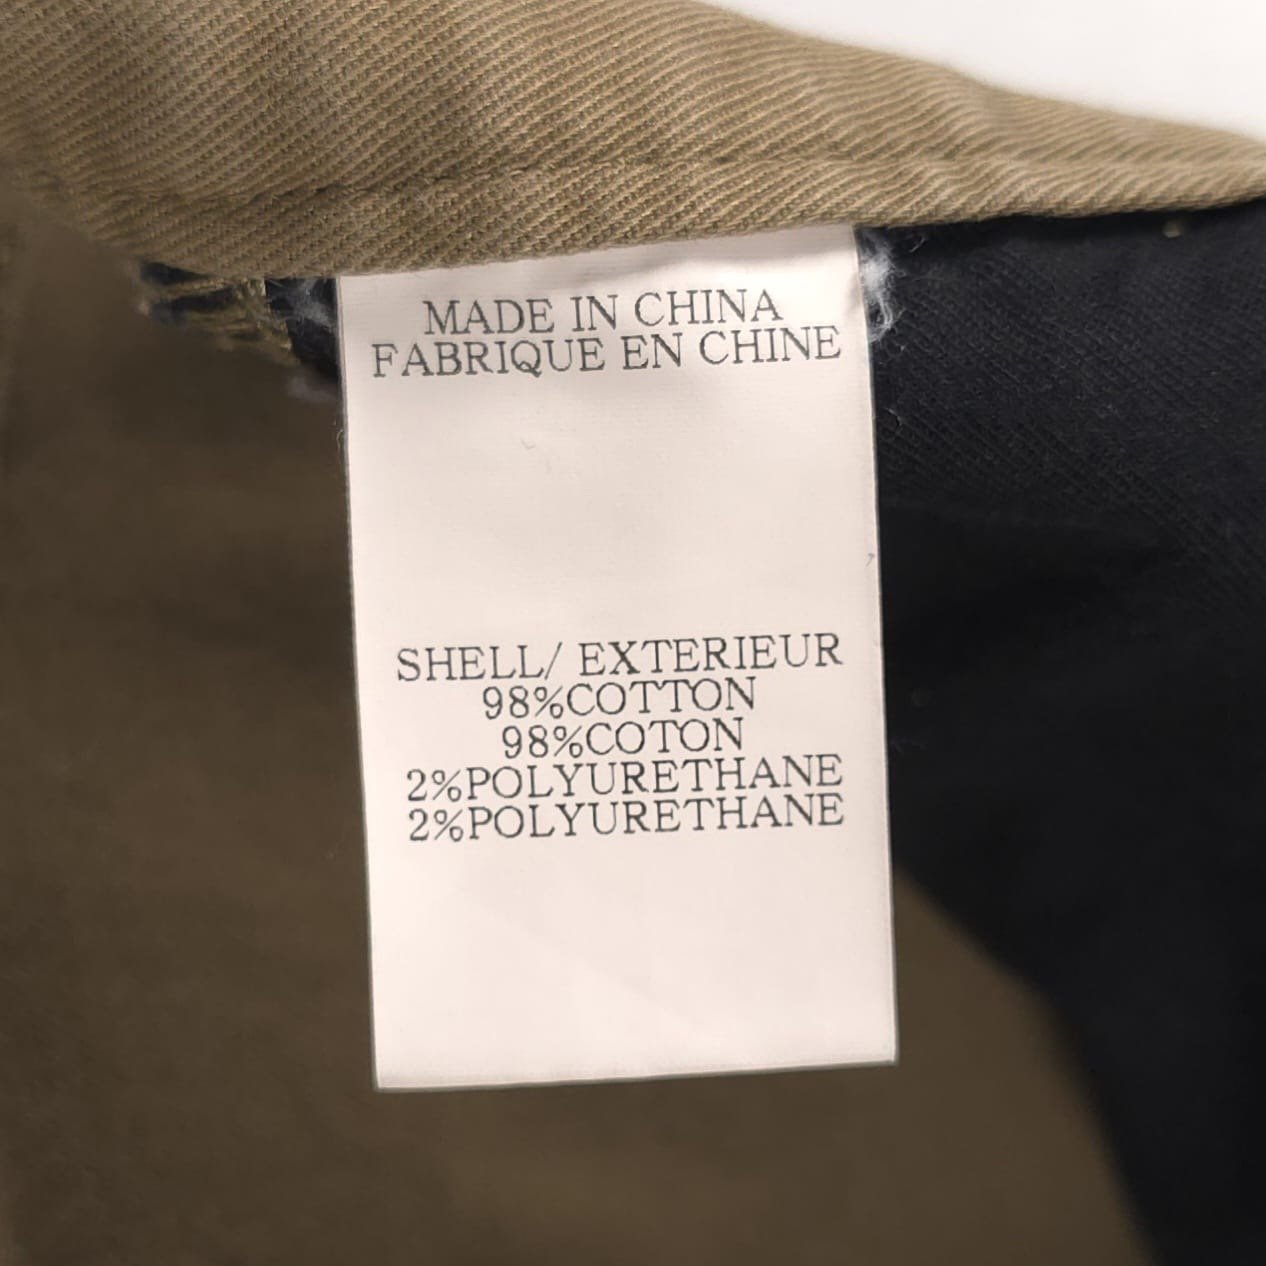 MADE IN CHINA
FABRIQUE EN CHINE
SHELL/ EXTERIEUR
98%COTTON
98%COTON
2%POLYURETHANE
2%POLYURETHANE